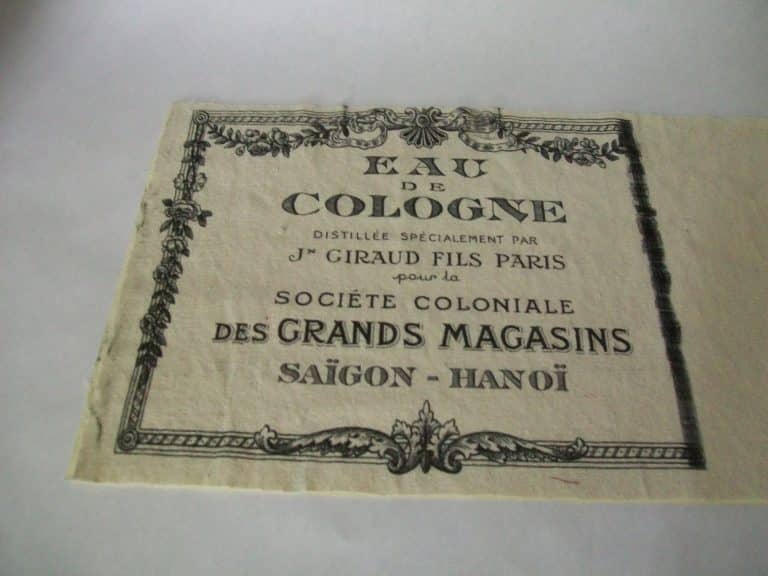 EAU
DE
COLOGNE
DISTILLÉE SPÉCIALEMENT PAR
Jⁿ GIRAUD FILS PARIS
pour la
SOCIÉTE COLONIALE
DES GRANDS MAGASINS
SAÏGON - HANOÏ